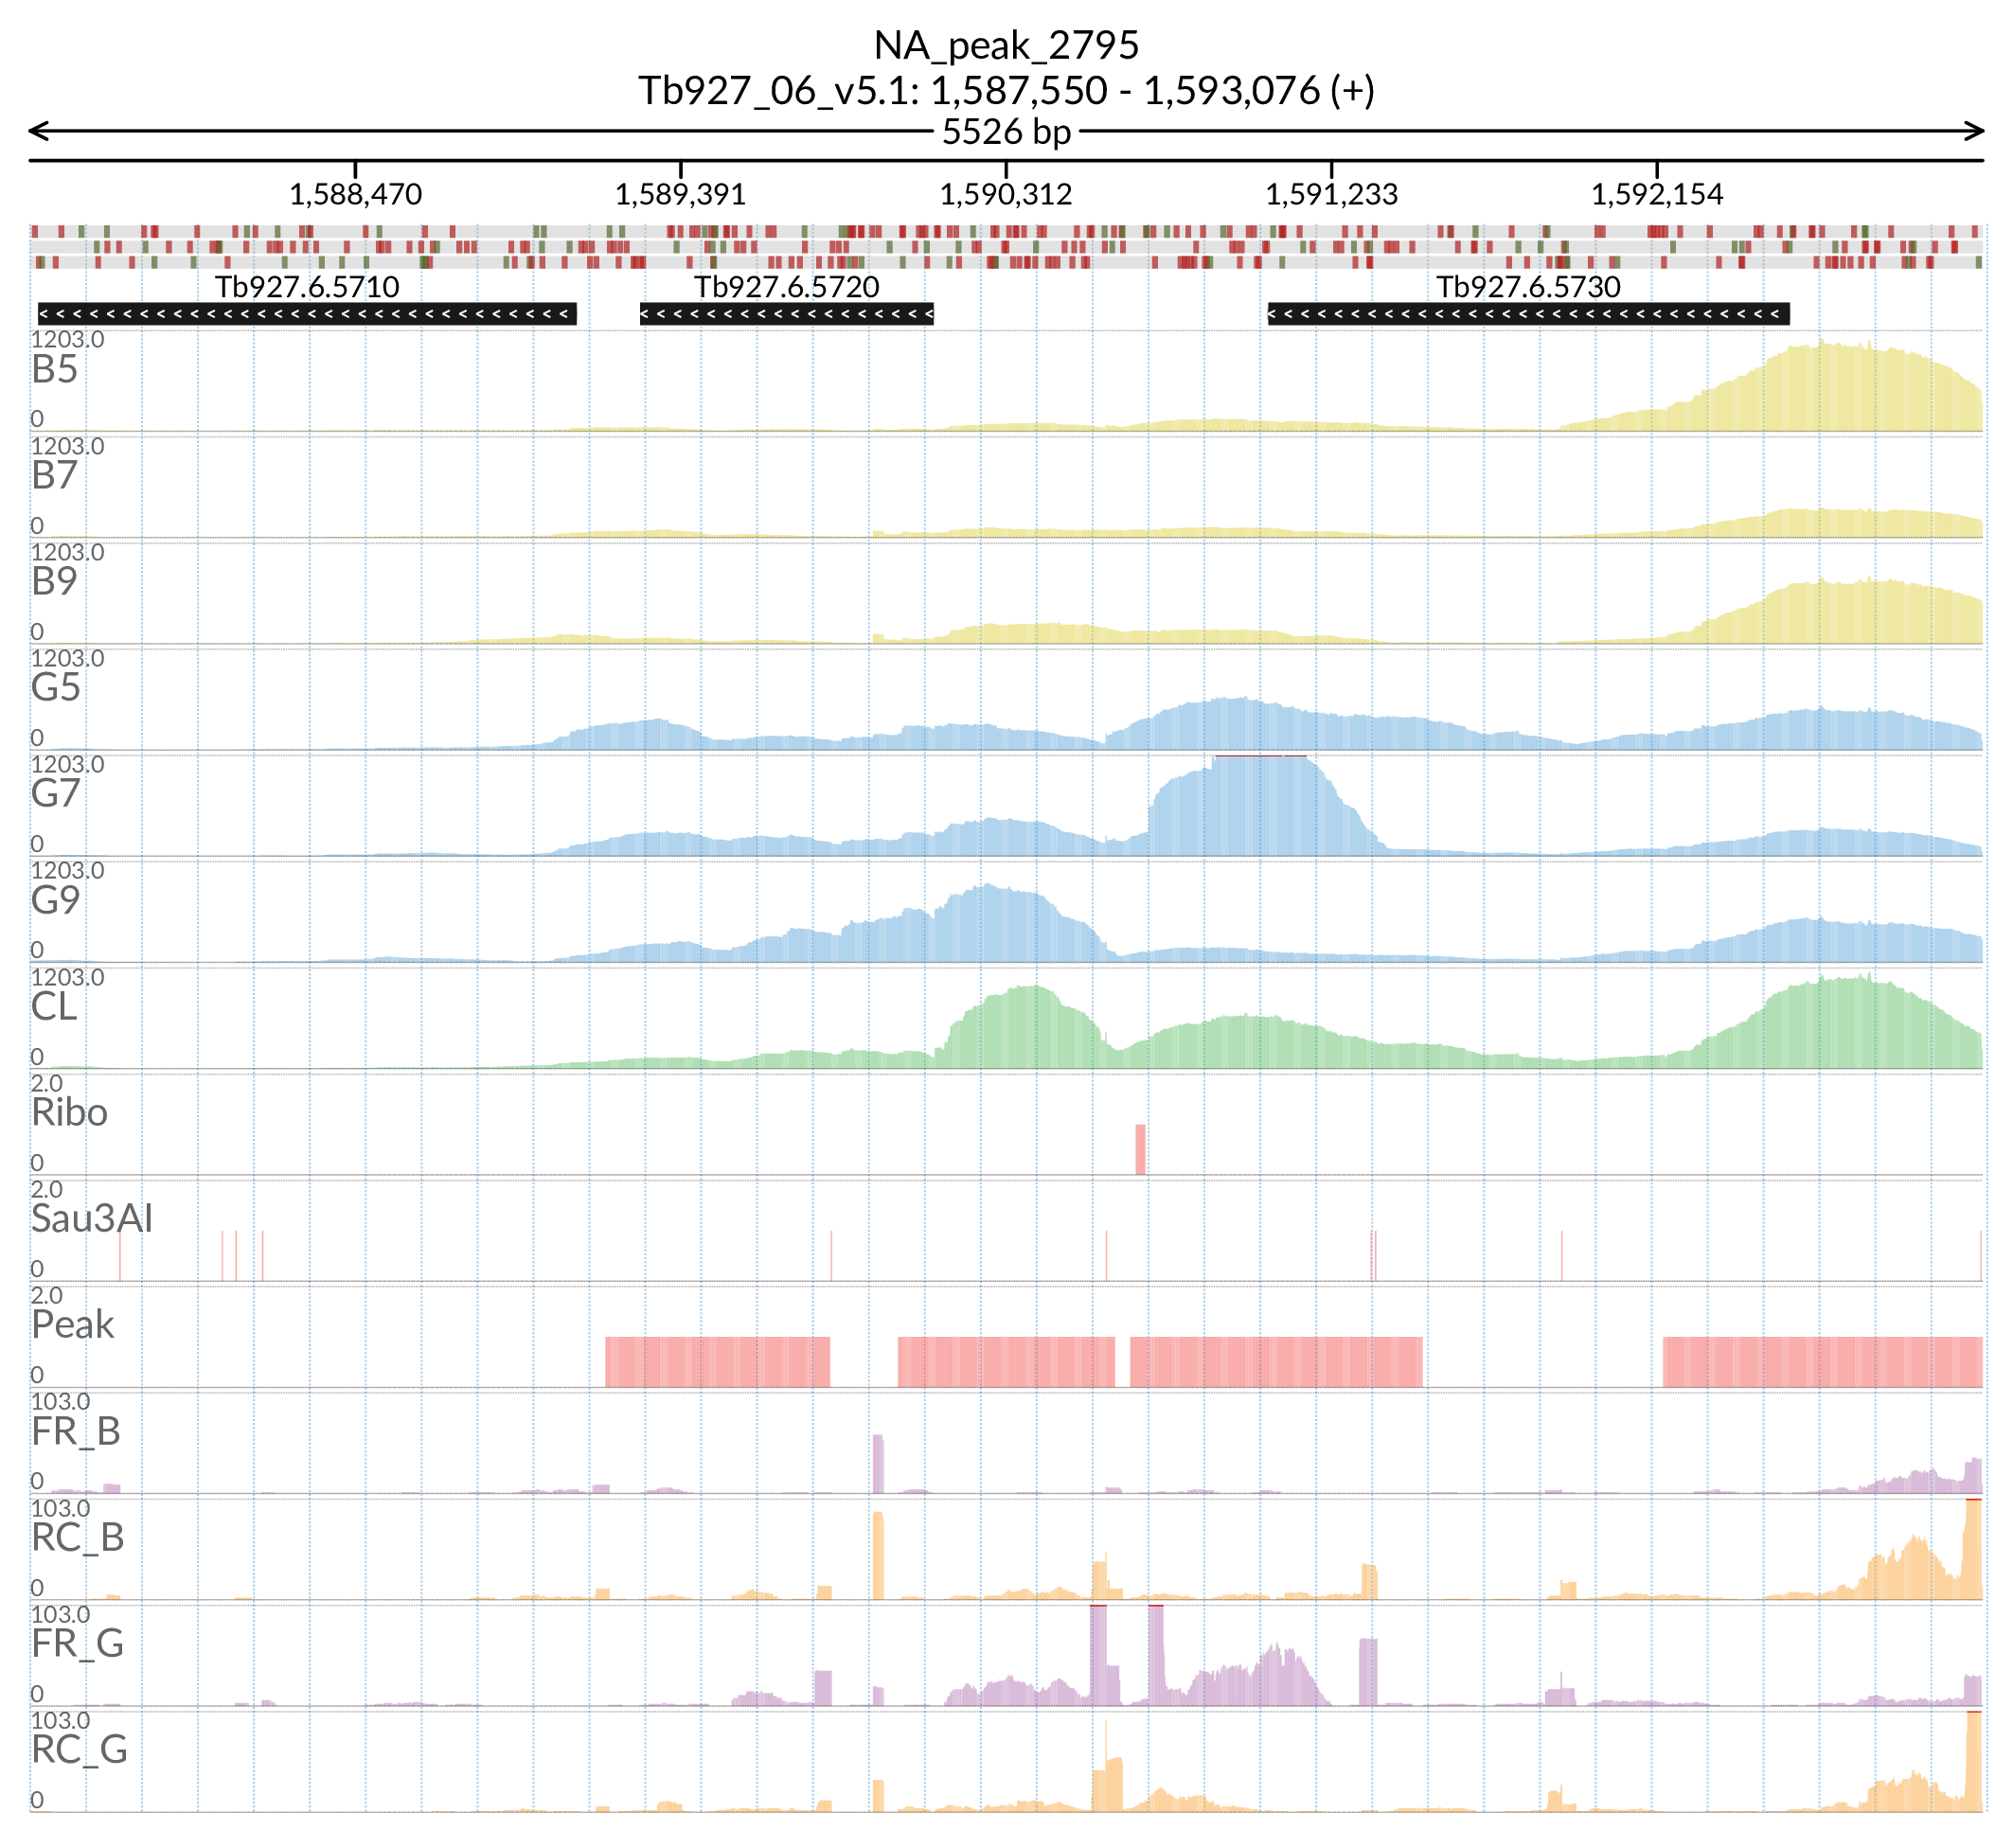 NA_peak_2795
Tb927_06_v5.1: 1,587,550 - 1,593,076 (+)
5526 bp
1,588,470 1,589,391 1,590,312 1,591,233 1,592,154
Tb927.6.5710 Tb927.6.5720 Tb927.6.5730
1203.0
B5
0
1203.0
B7
0
1203.0
B9
0
1203.0
G5
0
1203.0
G7
0
1203.0
G9
0
1203.0
CL
0
2.0
Ribo
0
2.0
Sau3AI
0
2.0
Peak
0
103.0
FR_B
0
103.0
RC_B
0
103.0
FR_G
0
103.0
RC_G
0